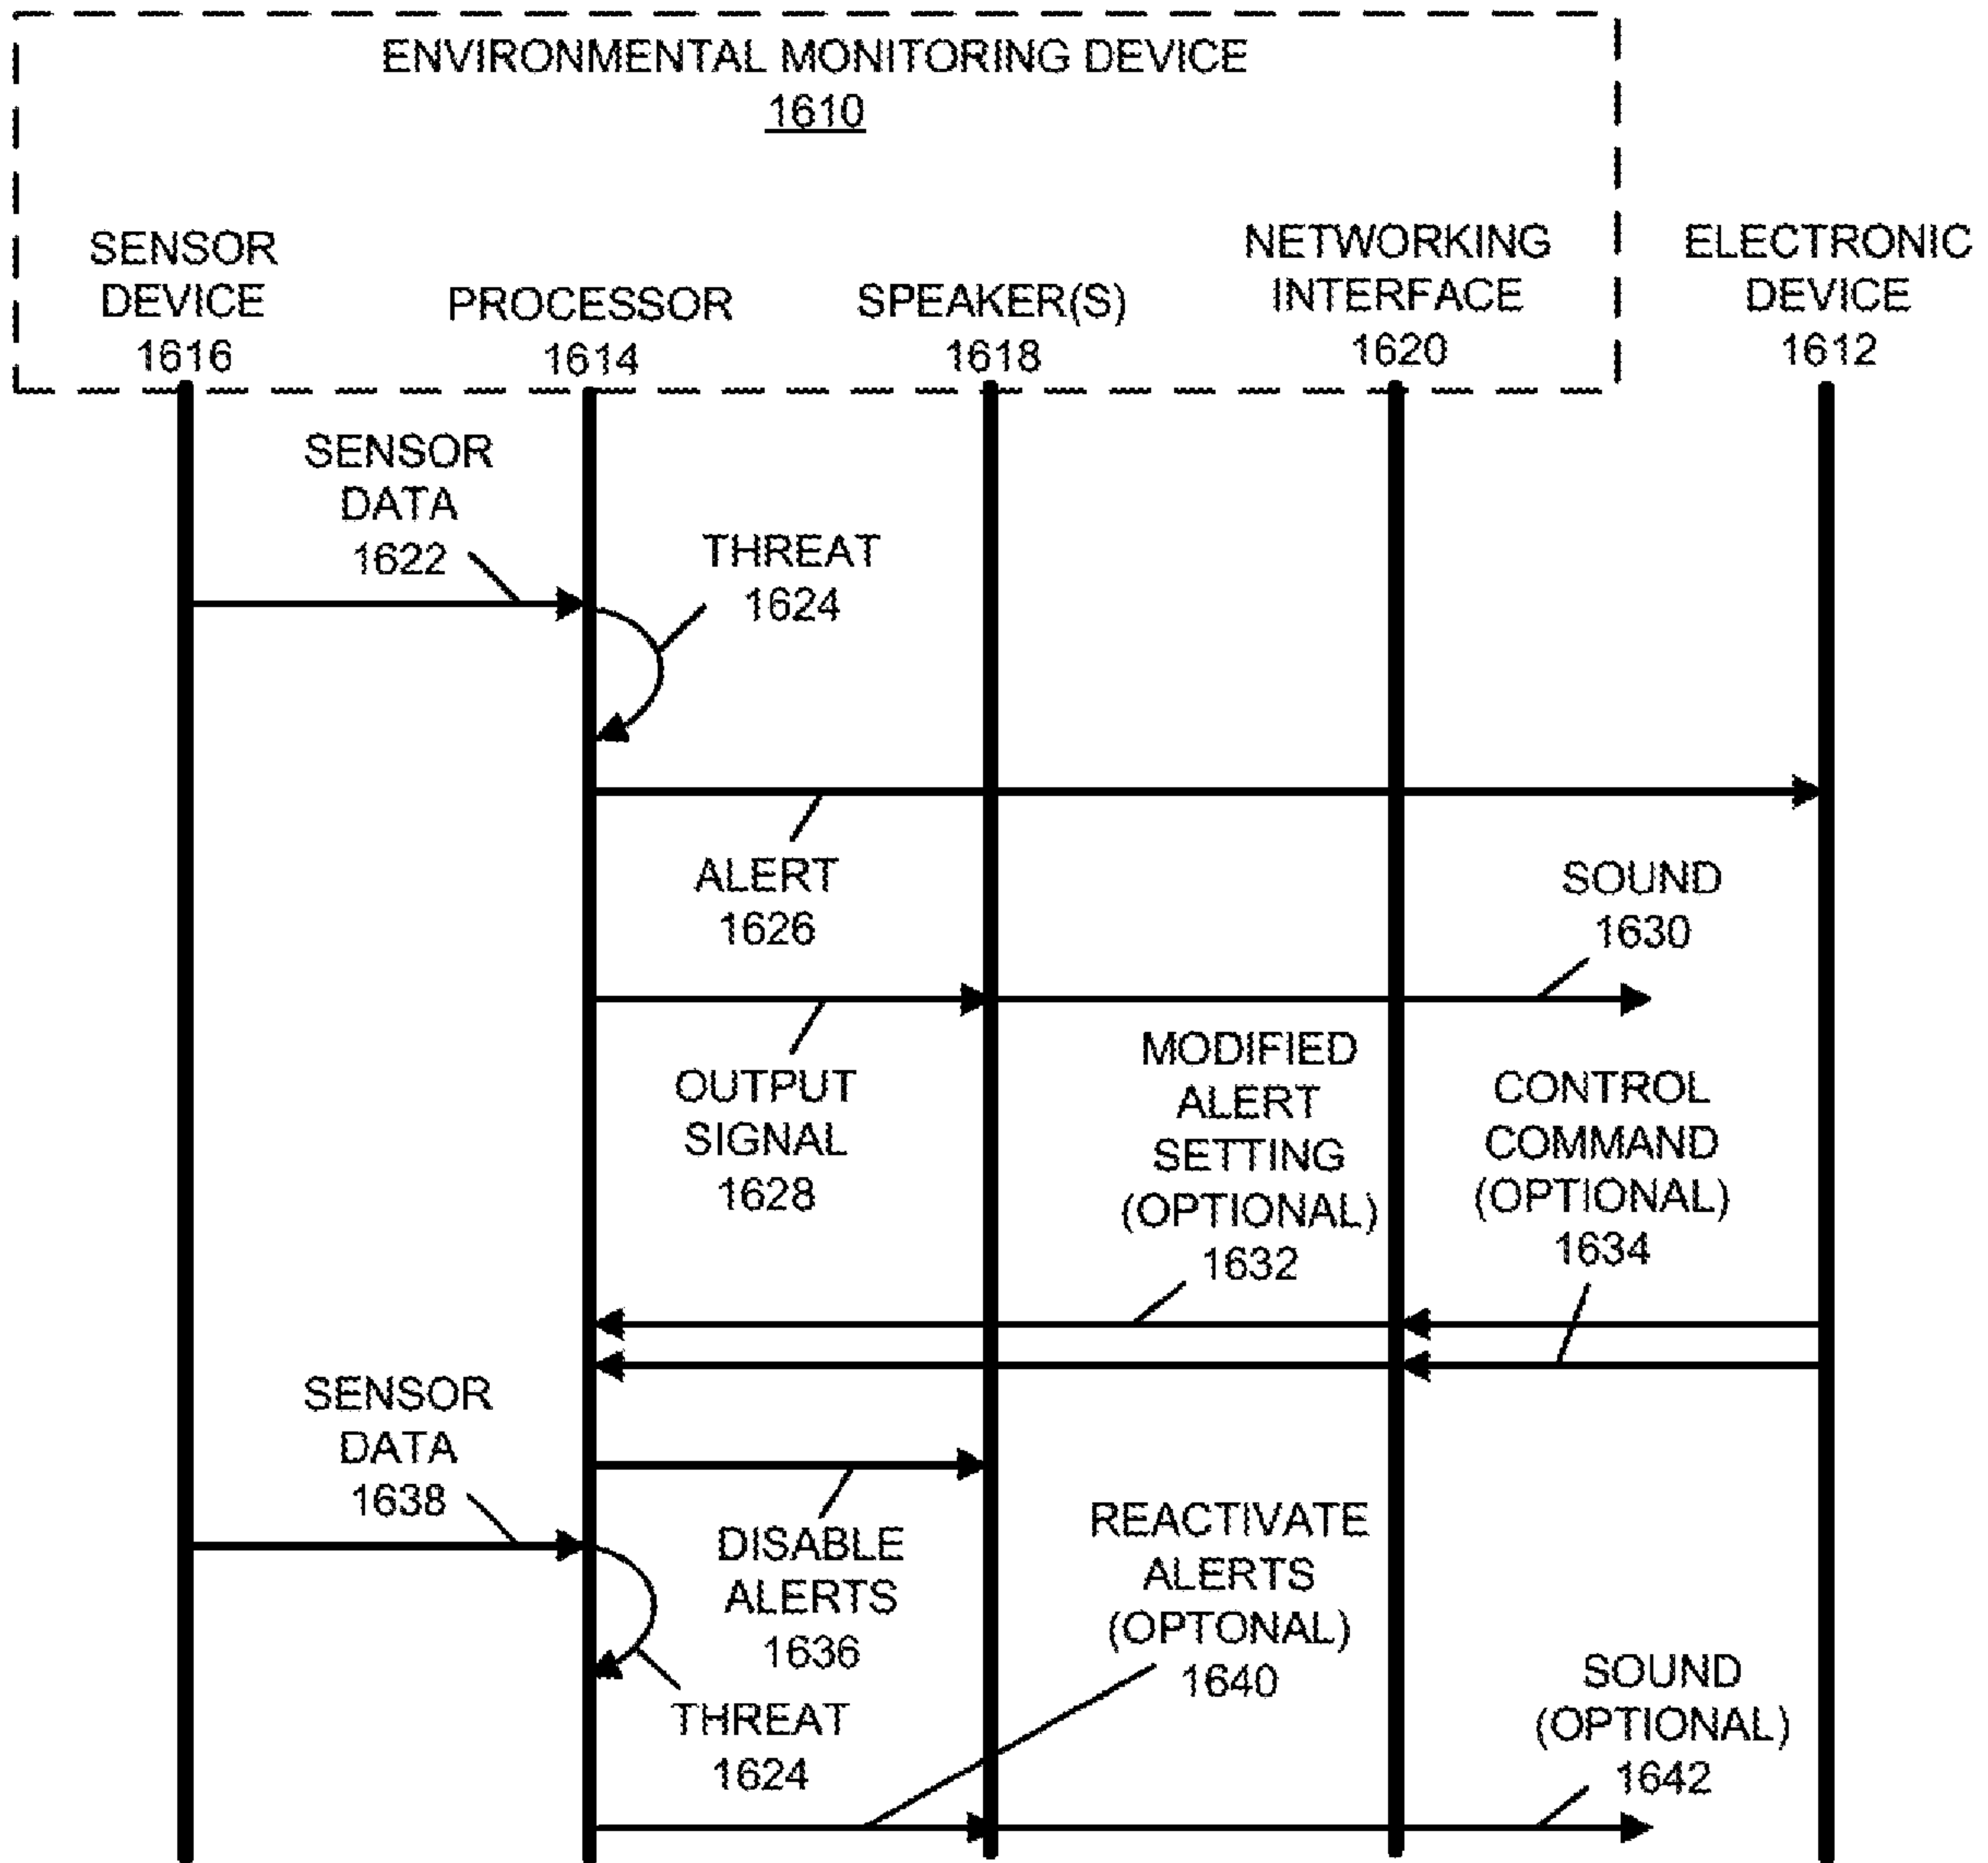 ENVIRONMENTAL MONITORING DEVICE
1610
SENSOR
DEVICE
1616
PROCESSOR
1614
SPEAKER(S)
1618
NETWORKING
INTERFACE
1620
ELECTRONIC
DEVICE
1612
SENSOR
DATA
1622
THREAT
1624
ALERT
1626
SOUND
1630
OUTPUT
SIGNAL
1628
MODIFIED
ALERT
SETTING
(OPTIONAL)
1632
CONTROL
COMMAND
(OPTIONAL)
1634
SENSOR
DATA
1638
DISABLE
ALERTS
1636
REACTIVATE
ALERTS
(OPTONAL)
1640
THREAT
1624
SOUND
(OPTIONAL)
1642